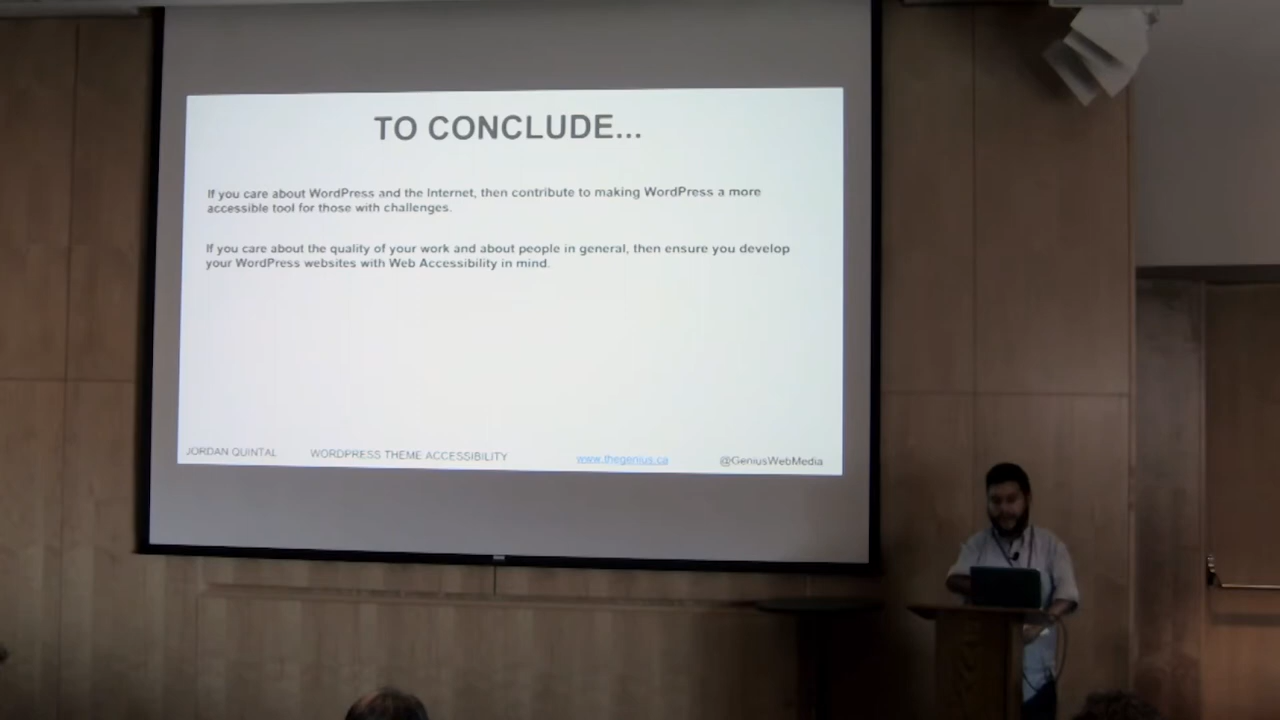 TO CONCLUDE...
If you care about WordPress and the Internet, then contribute to making WordPress a more
accessible tool for those with challenges.
If you care about the quality of your work and about people in general, then ensure you develop
your WordPress websites with Web Accessibility in mind.
JORDAN QUINTAL WORDPRESS THEME ACCESSIBILITY www.thegenius.ca @GeniusWebMedia